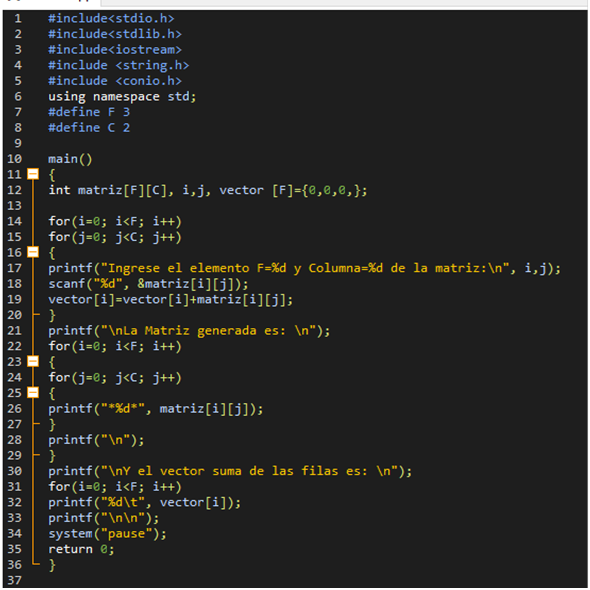 1 #include<stdio.h>
2 #include<stdlib.h>
3 #include<iostream>
4 #include <string.h>
5 #include <conio.h>
6 using namespace std;
7 #define F 3
8 #define C 2
9
10 main()
11 {
12 int matriz[F][C], i,j, vector [F]={0,0,0,};
13
14 for(i=0; i<F; i++)
15 for(j=0; j<C; j++)
16 {
17 printf("Ingrese el elemento F=%d y Columna=%d de la matriz:\n", i,j);
18 scanf("%d", &matriz[i][j]);
19 vector[i]=vector[i]+matriz[i][j];
20 }
21 printf("\nLa Matriz generada es: \n");
22 for(i=0; i<F; i++)
23 {
24 for(j=0; j<C; j++)
25 {
26 printf("*%d*", matriz[i][j]);
27 }
28 printf("\n");
29 }
30 printf("\nY el vector suma de las filas es: \n");
31 for(i=0; i<F; i++)
32 printf("%d\t", vector[i]);
33 printf("\n\n");
34 system("pause");
35 return 0;
36 }
37